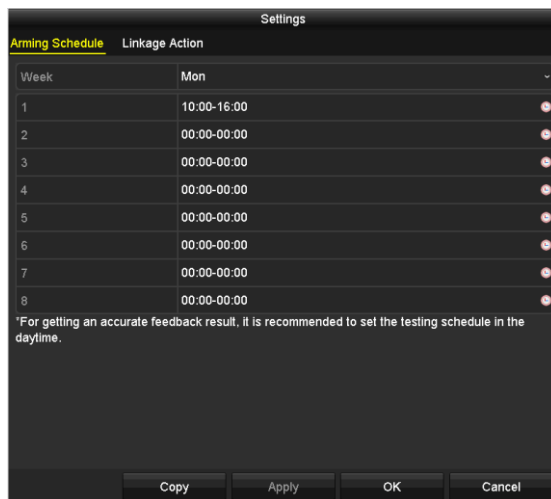 Settings
Arming Schedule Linkage Action
Week Mon
1 10:00-16:00
2 00:00-00:00
3 00:00-00:00
4 00:00-00:00
5 00:00-00:00
6 00:00-00:00
7 00:00-00:00
8 00:00-00:00
*For getting an accurate feedback result, it is recommended to set the testing schedule in the
daytime.
Copy Apply OK Cancel